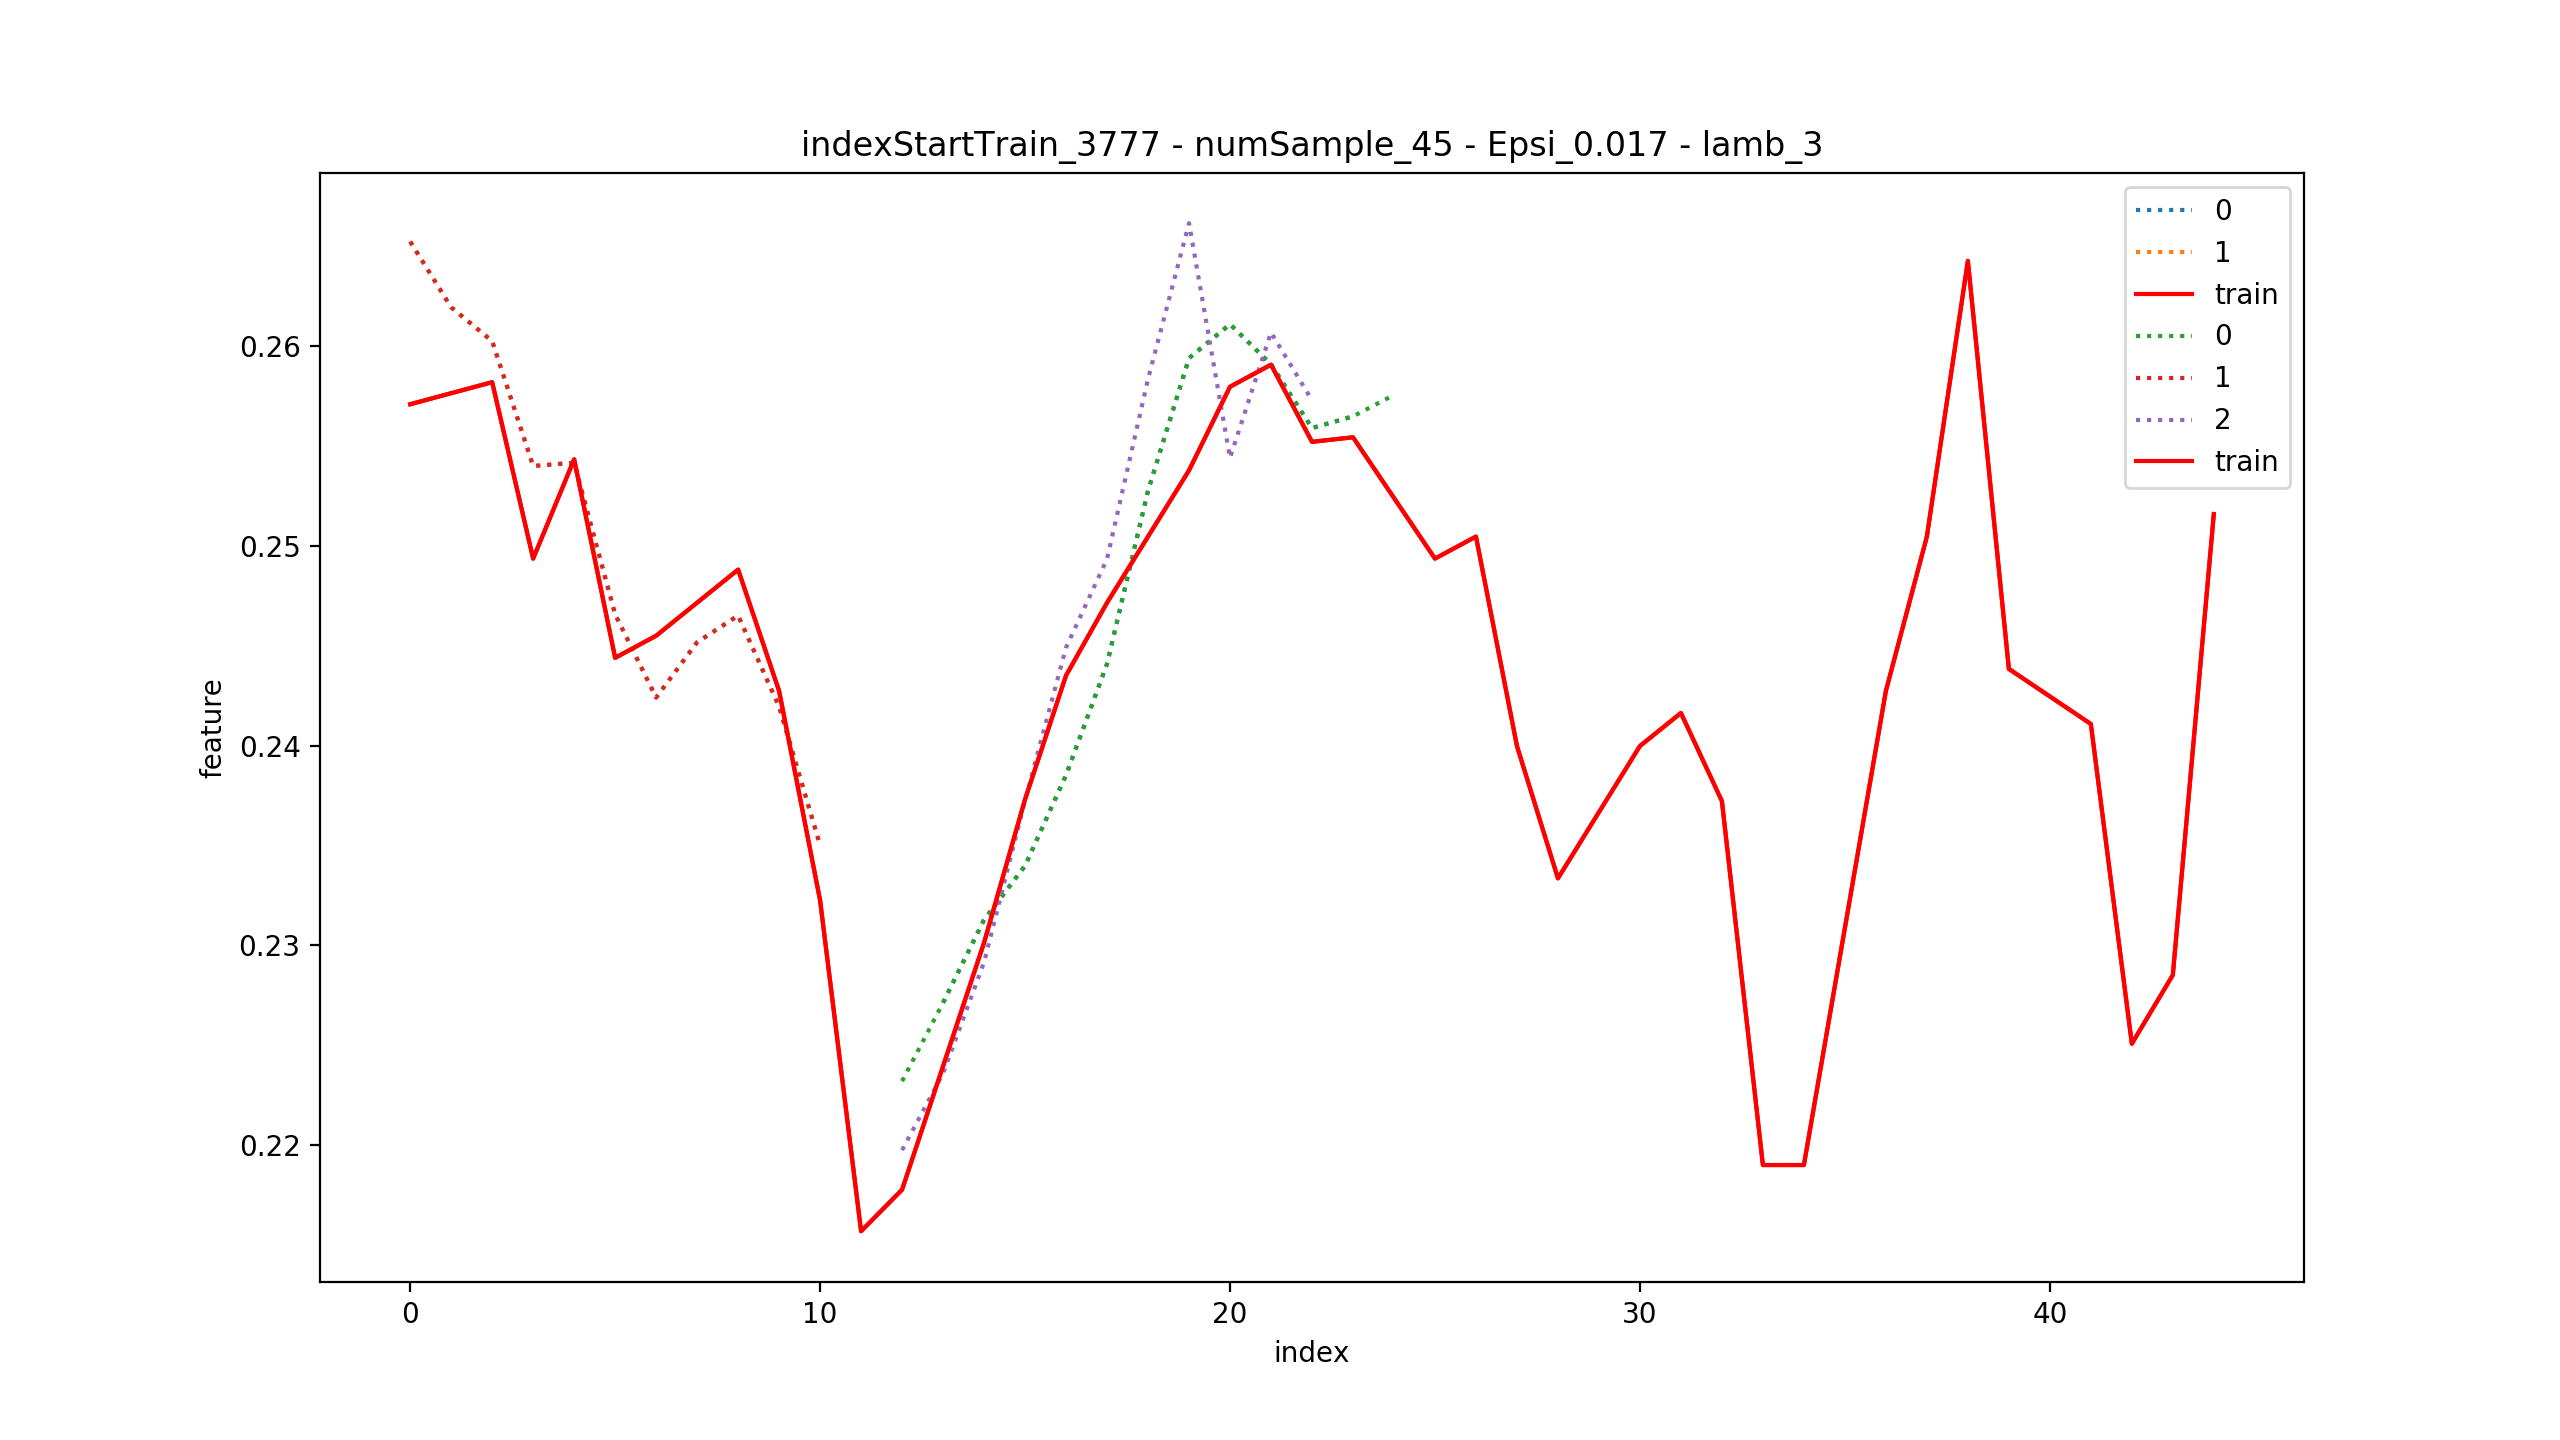 indexStartTrain_3777 - numSample_45 - Epsi_0.017 - lamb_3
0
1
train
0
1
2
train
0.26
0.25
0.24
0.23
0.22
feature
0 10 20 30 40
index